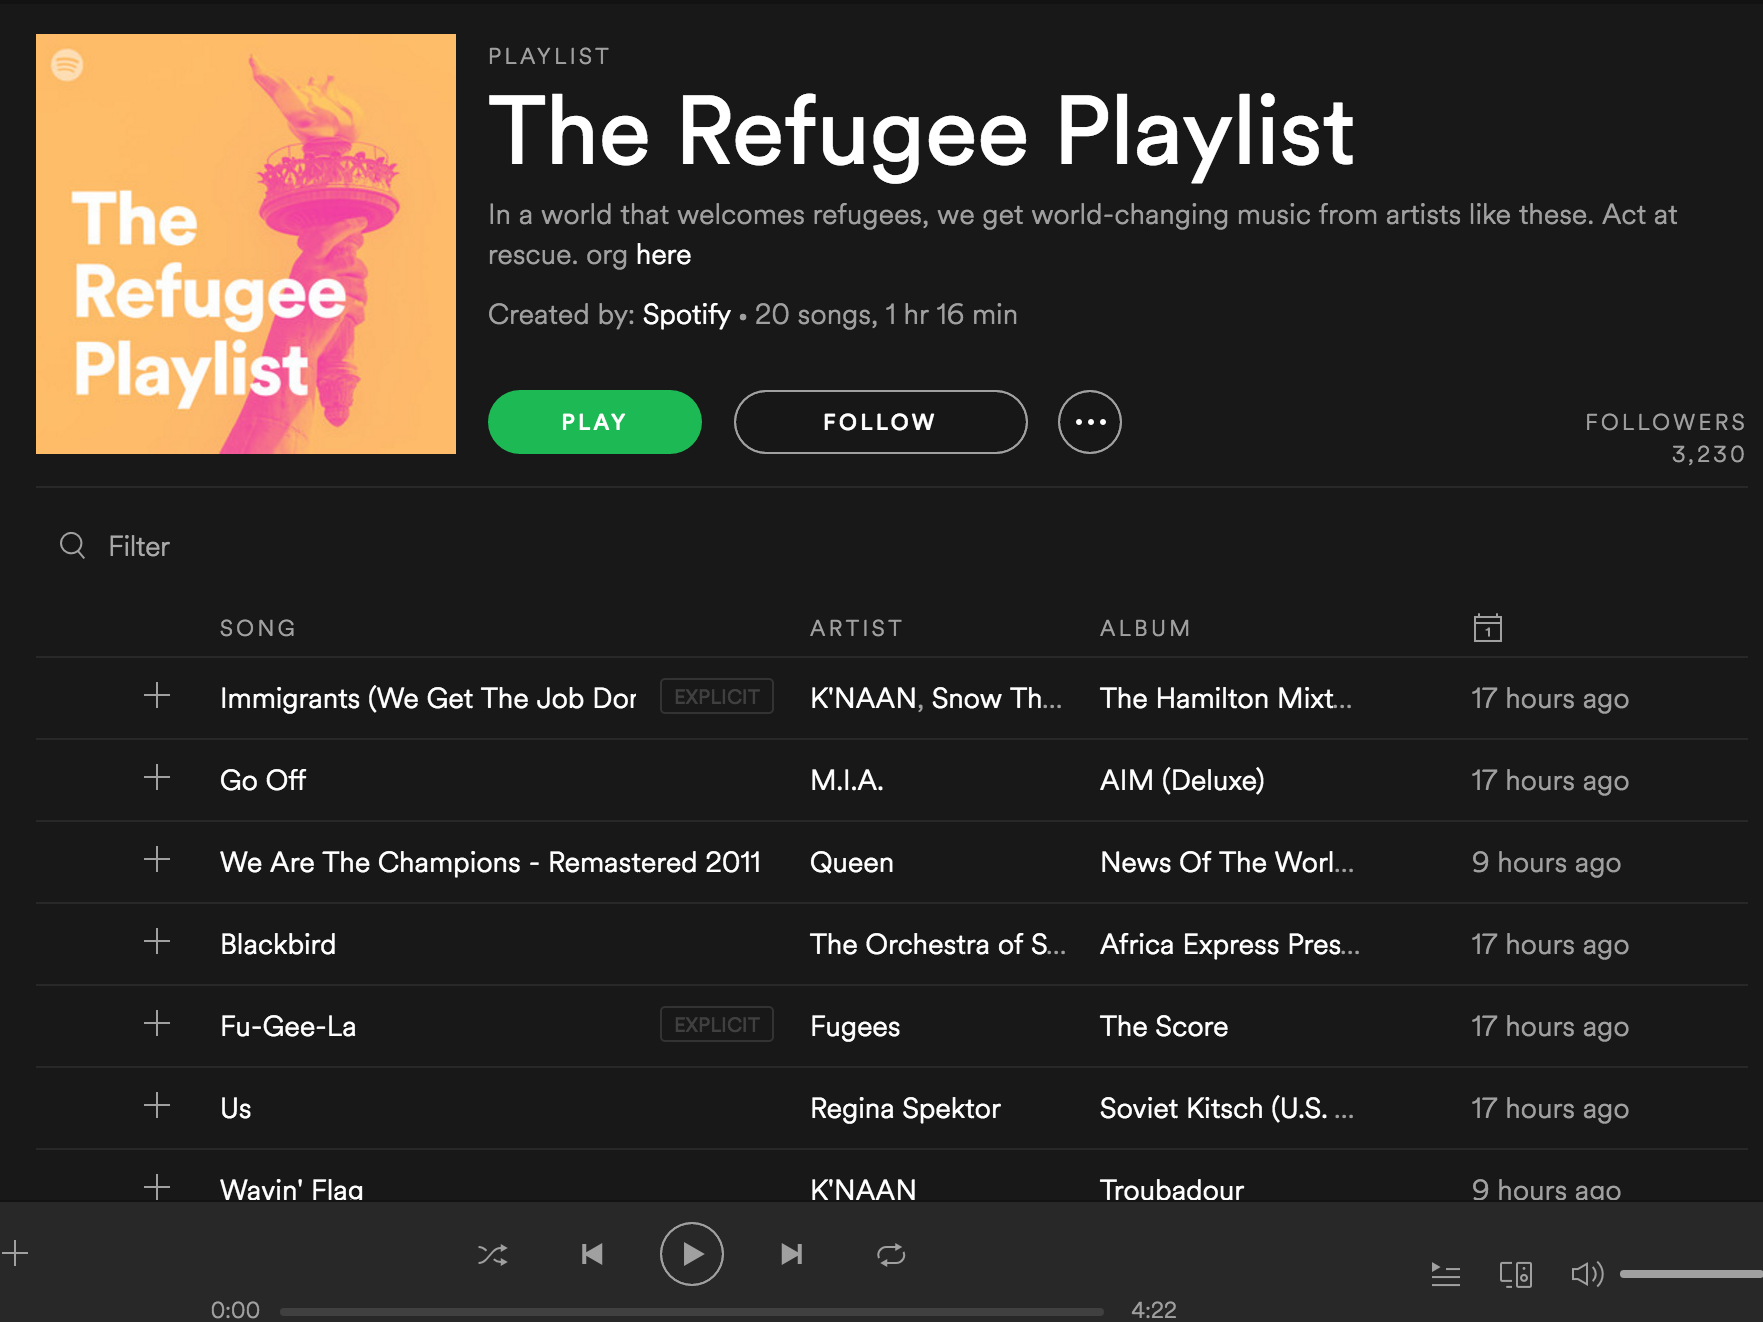 The
Refugee
Playlist
PLAYLIST
The Refugee Playlist
In a world that welcomes refugees, we get world-changing music from artists like these. Act at
rescue. org here
Created by: Spotify • 20 songs, 1 hr 16 min
PLAY FOLLOW
FOLLOWERS
3,230
Filter
SONG ARTIST ALBUM 1
Immigrants (We Get The Job Dor EXPLICIT K'NAAN, Snow Th... The Hamilton Mixt... 17 hours ago
Go Off M.I.A. AIM (Deluxe) 17 hours ago
We Are The Champions - Remastered 2011 Queen News Of The Worl... 9 hours ago
Blackbird The Orchestra of S... Africa Express Pres... 17 hours ago
Fu-Gee-La EXPLICIT Fugees The Score 17 hours ago
Us Regina Spektor Soviet Kitsch (U.S. ... 17 hours ago
Wavin' Flag K'NAAN Troubadour 9 hours ago
0:00 4:22